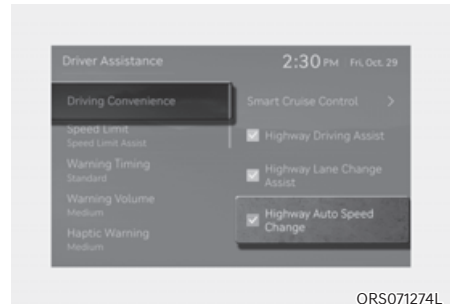 Driver Assistance
2:30 PM Fri, Oct. 29
Driving Convenience
Speed Limit
Speed Limit Assist
Warning Timing
Standard
Warning Volume
Medium
Haptic Warning
Medium
Smart Cruise Control >
Highway Driving Assist
Highway Lane Change
Assist
Highway Auto Speed
Change
ORS071274L